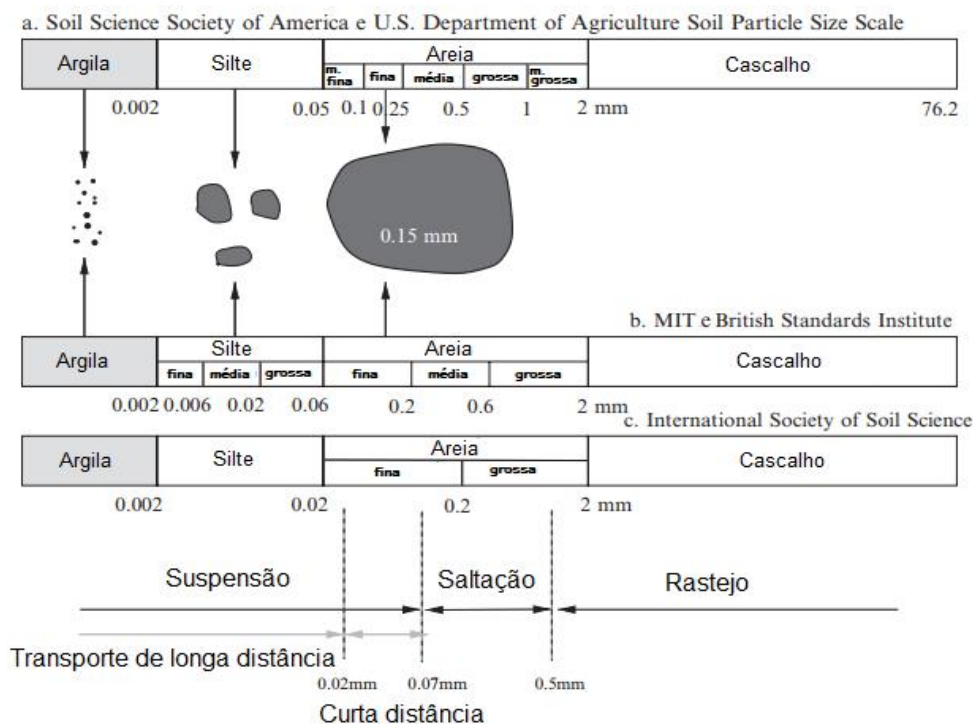 a. Soil Science Society of America e U.S. Department of Agriculture Soil Particle Size Scale
Argila
Silte
Areia
m. fina
fina
média
grossa
m. grossa
Cascalho
0.002
0.05
0.1
0.25
0.5
1
2 mm
76.2
0.15 mm
b. MIT e British Standards Institute
Argila
Silte
fina
média
grossa
Areia
fina
média
grossa
Cascalho
0.002
0.006
0.02
0.06
0.2
0.6
2 mm
c. International Society of Soil Science
Argila
Silte
Areia
fina
grossa
Cascalho
0.002
0.02
0.2
2 mm
Suspensão
Saltação
Rastejo
Transporte de longa distância
0.02mm
0.07mm
0.5mm
Curta distância